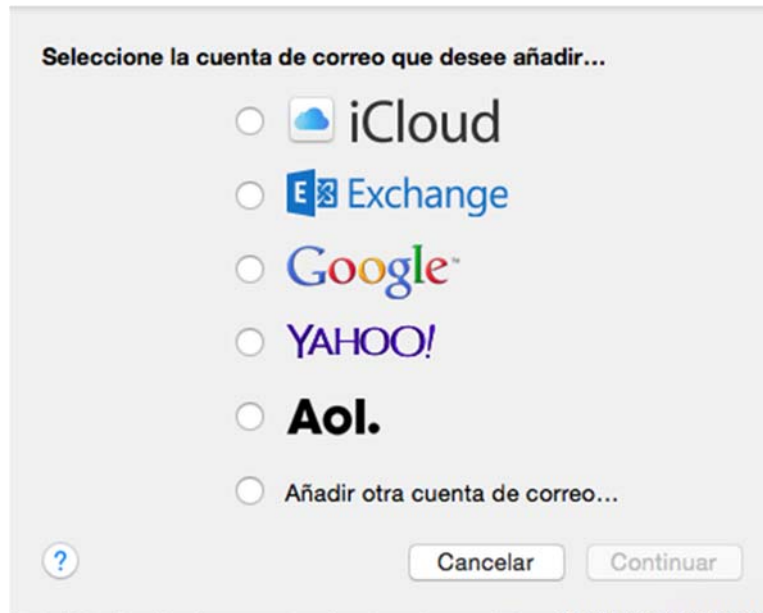 Seleccione la cuenta de correo que desee añadir...
iCloud
E Exchange
Google™
YAHOO!
Aol.
Añadir otra cuenta de correo...
? Cancelar Continuar